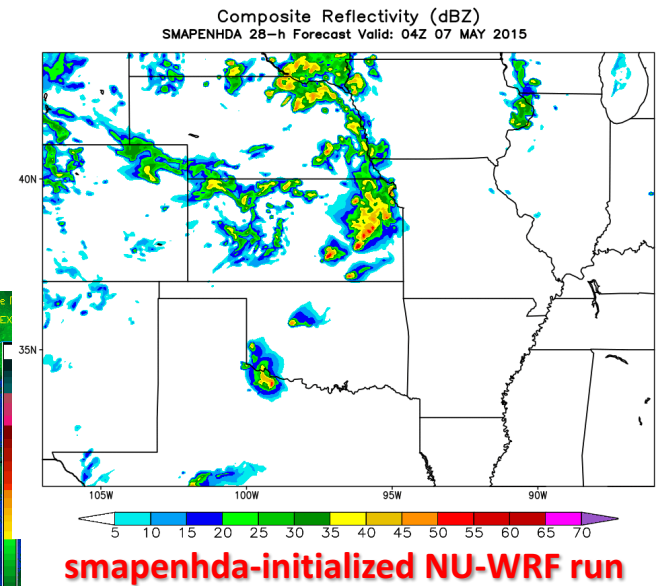 Composite Reflectivity (dBZ)
SMAPENHDA 28-h Forecast Valid: 04Z 07 MAY 2015
40N
35N
105W 100W 95W 90W
5 10 15 20 25 30 35 40 45 50 55 60 65 70
smapenhda-initialized NU-WRF run